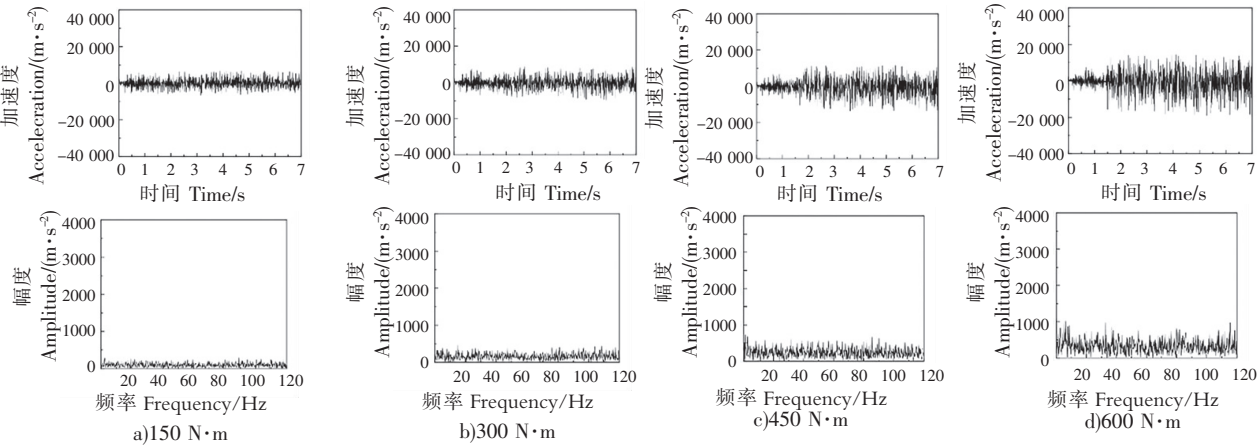 加速度
Accelecration/(m·s⁻²)
40 000
20 000
0
−20 000
−40 000
0 1 2 3 4 5 6 7
时间 Time/s
加速度
Accelecration/(m·s⁻²)
40 000
20 000
0
−20 000
−40 000
0 1 2 3 4 5 6 7
时间 Time/s
加速度
Accelecration/(m·s⁻²)
40 000
20 000
0
−20 000
−40 000
0 1 2 3 4 5 6 7
时间 Time/s
加速度
Accelecration/(m·s⁻²)
40 000
20 000
0
−20 000
−40 000
0 1 2 3 4 5 6 7
时间 Time/s
幅度
Amplitude/(m·s⁻²)
4000
3000
2000
1000
0
20 40 60 80 100 120
频率 Frequency/Hz
a)150 N·m
幅度
Amplitude/(m·s⁻²)
4000
3000
2000
1000
0
20 40 60 80 100 120
频率 Frequency/Hz
b)300 N·m
幅度
Amplitude/(m·s⁻²)
4000
3000
2000
1000
0
20 40 60 80 100 120
频率 Frequency/Hz
c)450 N·m
幅度
Amplitude/(m·s⁻²)
4000
3000
2000
1000
0
20 40 60 80 100 120
频率 Frequency/Hz
d)600 N·m